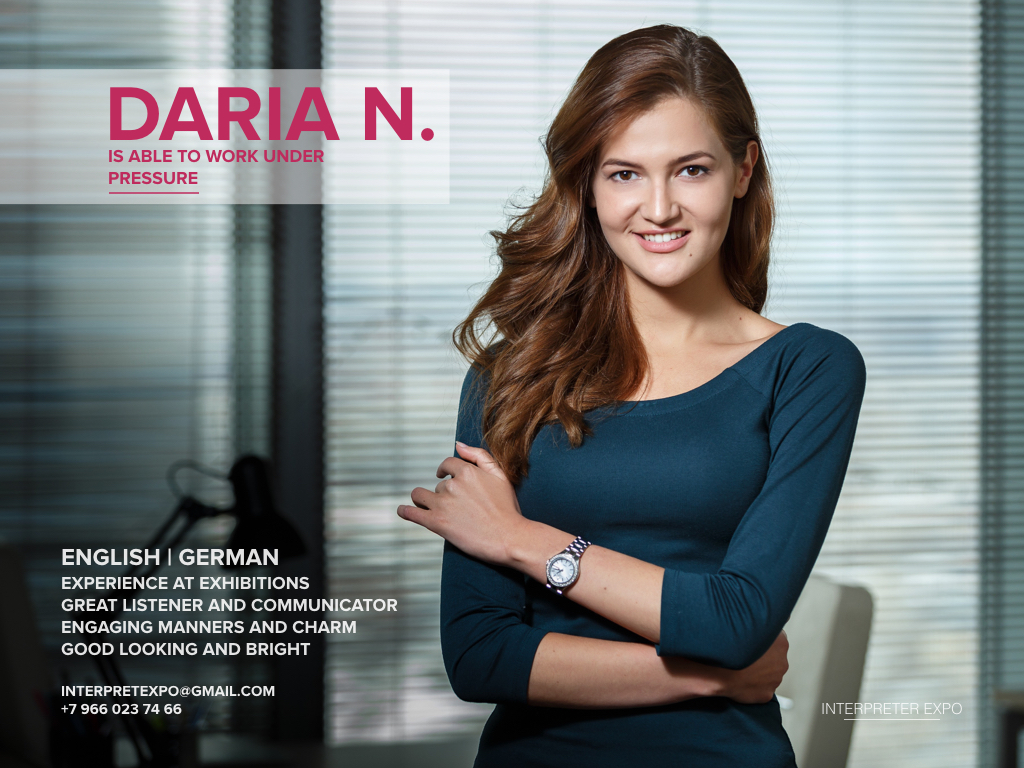 DARIA N.
IS ABLE TO WORK UNDER
PRESSURE
ENGLISH | GERMAN
EXPERIENCE AT EXHIBITIONS
GREAT LISTENER AND COMMUNICATOR
ENGAGING MANNERS AND CHARM
GOOD LOOKING AND BRIGHT
INTERPRETEXPO@GMAIL.COM
+7 966 023 74 66
INTERPRETER EXPO